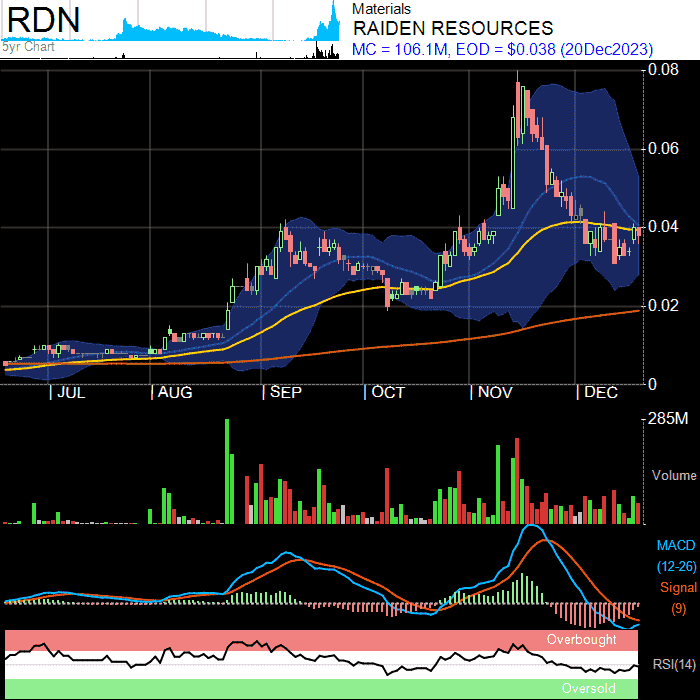 RDN
5yr Chart
Materials
RAIDEN RESOURCES
MC = 106.1M, EOD = $0.038 (20Dec2023)
0.08
0.06
0.04
0.02
0
JUL AUG SEP OCT NOV DEC
285M
Volume
MACD
(12-26)
Signal
(9)
Overbought
RSI(14)
Oversold